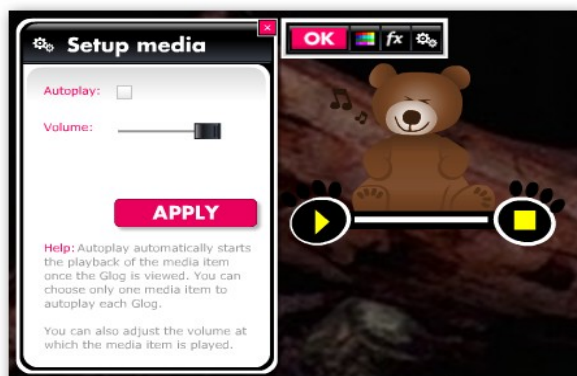 Setup media
OK
fx
Autoplay:
Volume:
APPLY
Help: Autoplay automatically starts
the playback of the media item
once the Glog is viewed. You can
choose only one media item to
autoplay each Glog.
You can also adjust the volume at
which the media item is played.